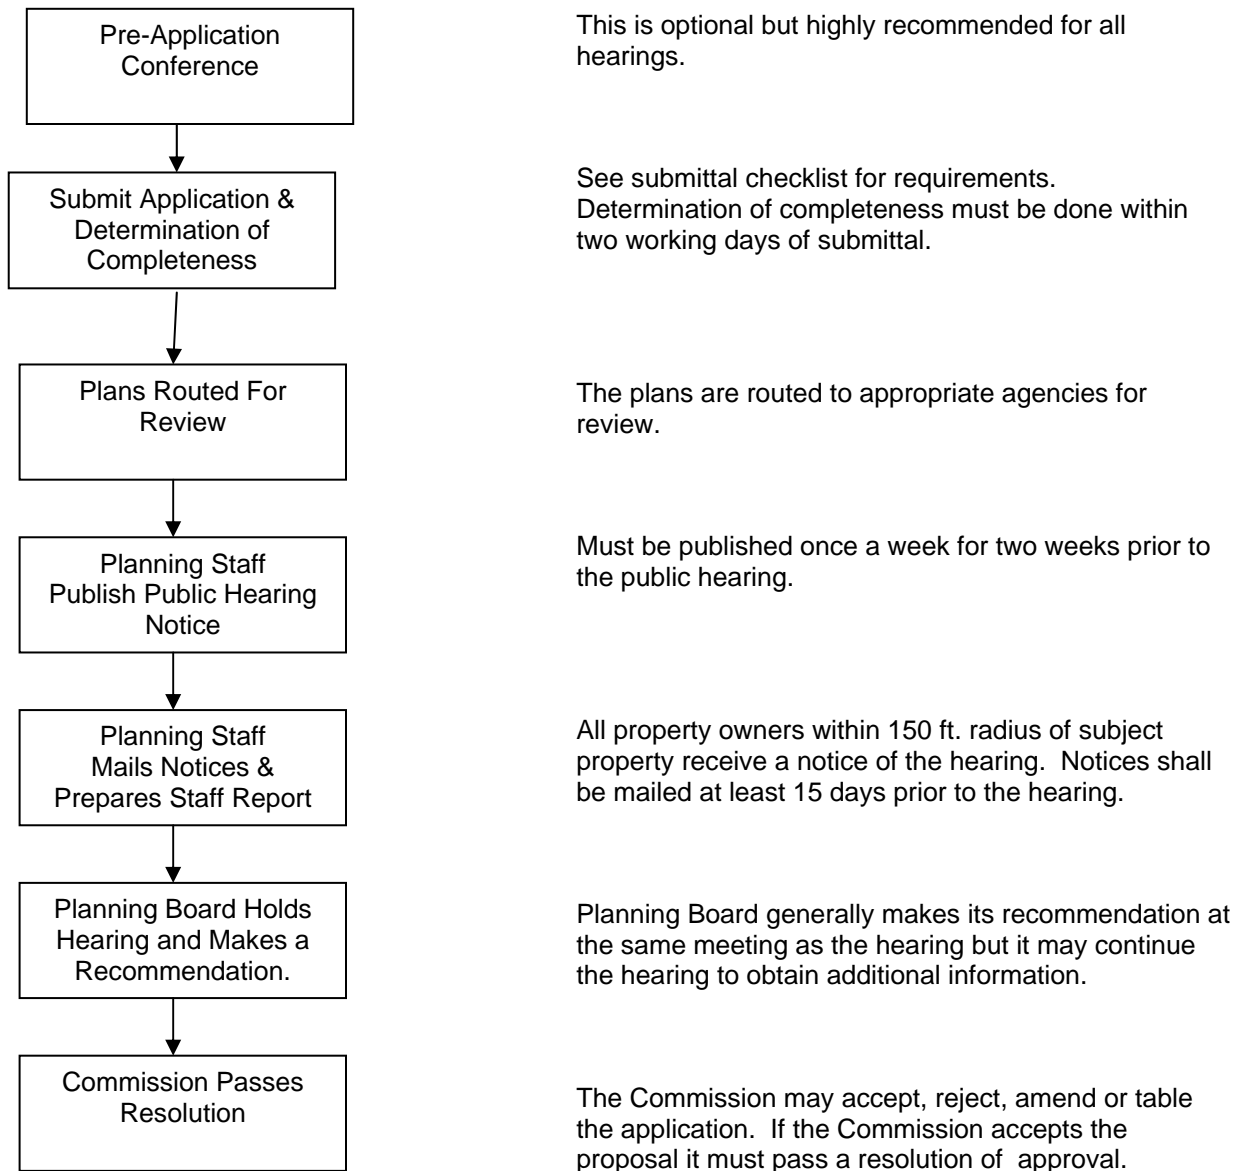 Pre-Application
Conference
This is optional but highly recommended for all
hearings.
Submit Application &
Determination of
Completeness
See submittal checklist for requirements.
Determination of completeness must be done within
two working days of submittal.
Plans Routed For
Review
The plans are routed to appropriate agencies for
review.
Planning Staff
Publish Public Hearing
Notice
Must be published once a week for two weeks prior to
the public hearing.
Planning Staff
Mails Notices &
Prepares Staff Report
All property owners within 150 ft. radius of subject
property receive a notice of the hearing.  Notices shall
be mailed at least 15 days prior to the hearing.
Planning Board Holds
Hearing and Makes a
Recommendation.
Planning Board generally makes its recommendation at
the same meeting as the hearing but it may continue
the hearing to obtain additional information.
Commission Passes
Resolution
The Commission may accept, reject, amend or table
the application.  If the Commission accepts the
proposal it must pass a resolution of  approval.